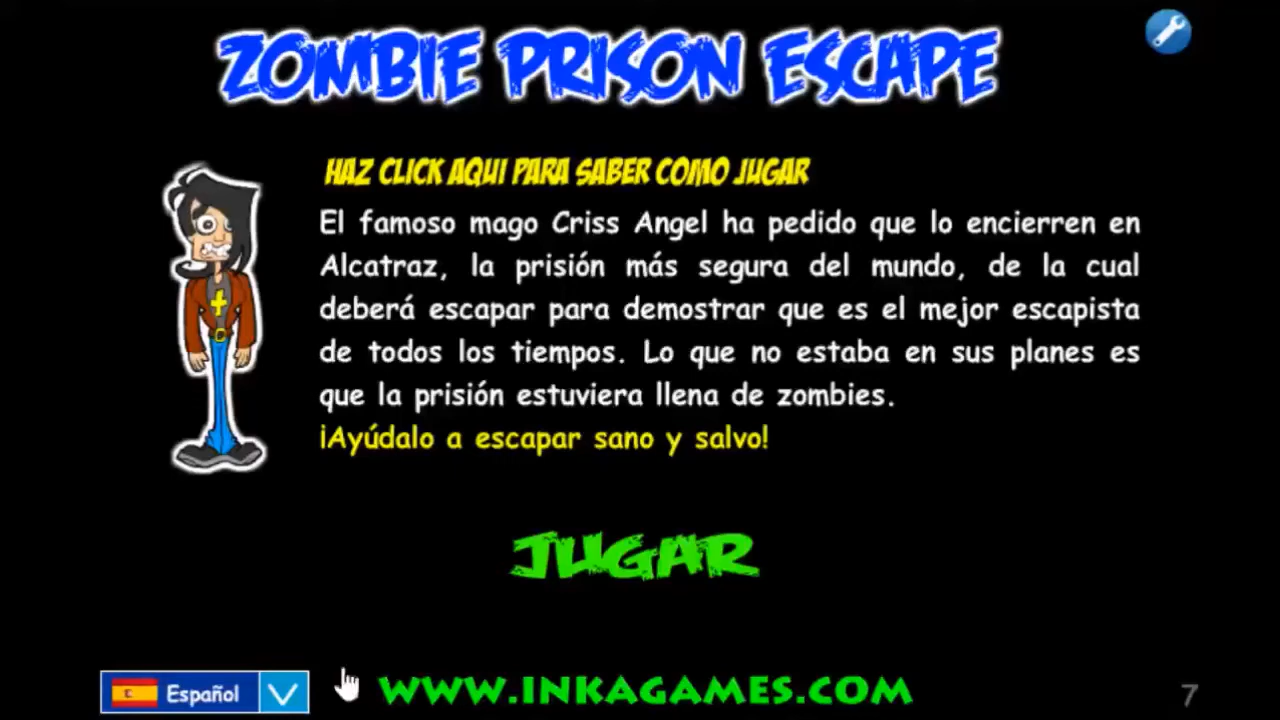 ZOMBIE PRISON ESCAPE
HAZ CLICK AQUI PARA SABER COMO JUGAR
El famoso mago Criss Angel ha pedido que lo encierren en
Alcatraz, la prisión más segura del mundo, de la cual
deberá escapar para demostrar que es el mejor escapista
de todos los tiempos. Lo que no estaba en sus planes es
que la prisión estuviera llena de zombies.
¡Ayúdalo a escapar sano y salvo!
JUGAR
Español
WWW.INKAGAMES.COM
7